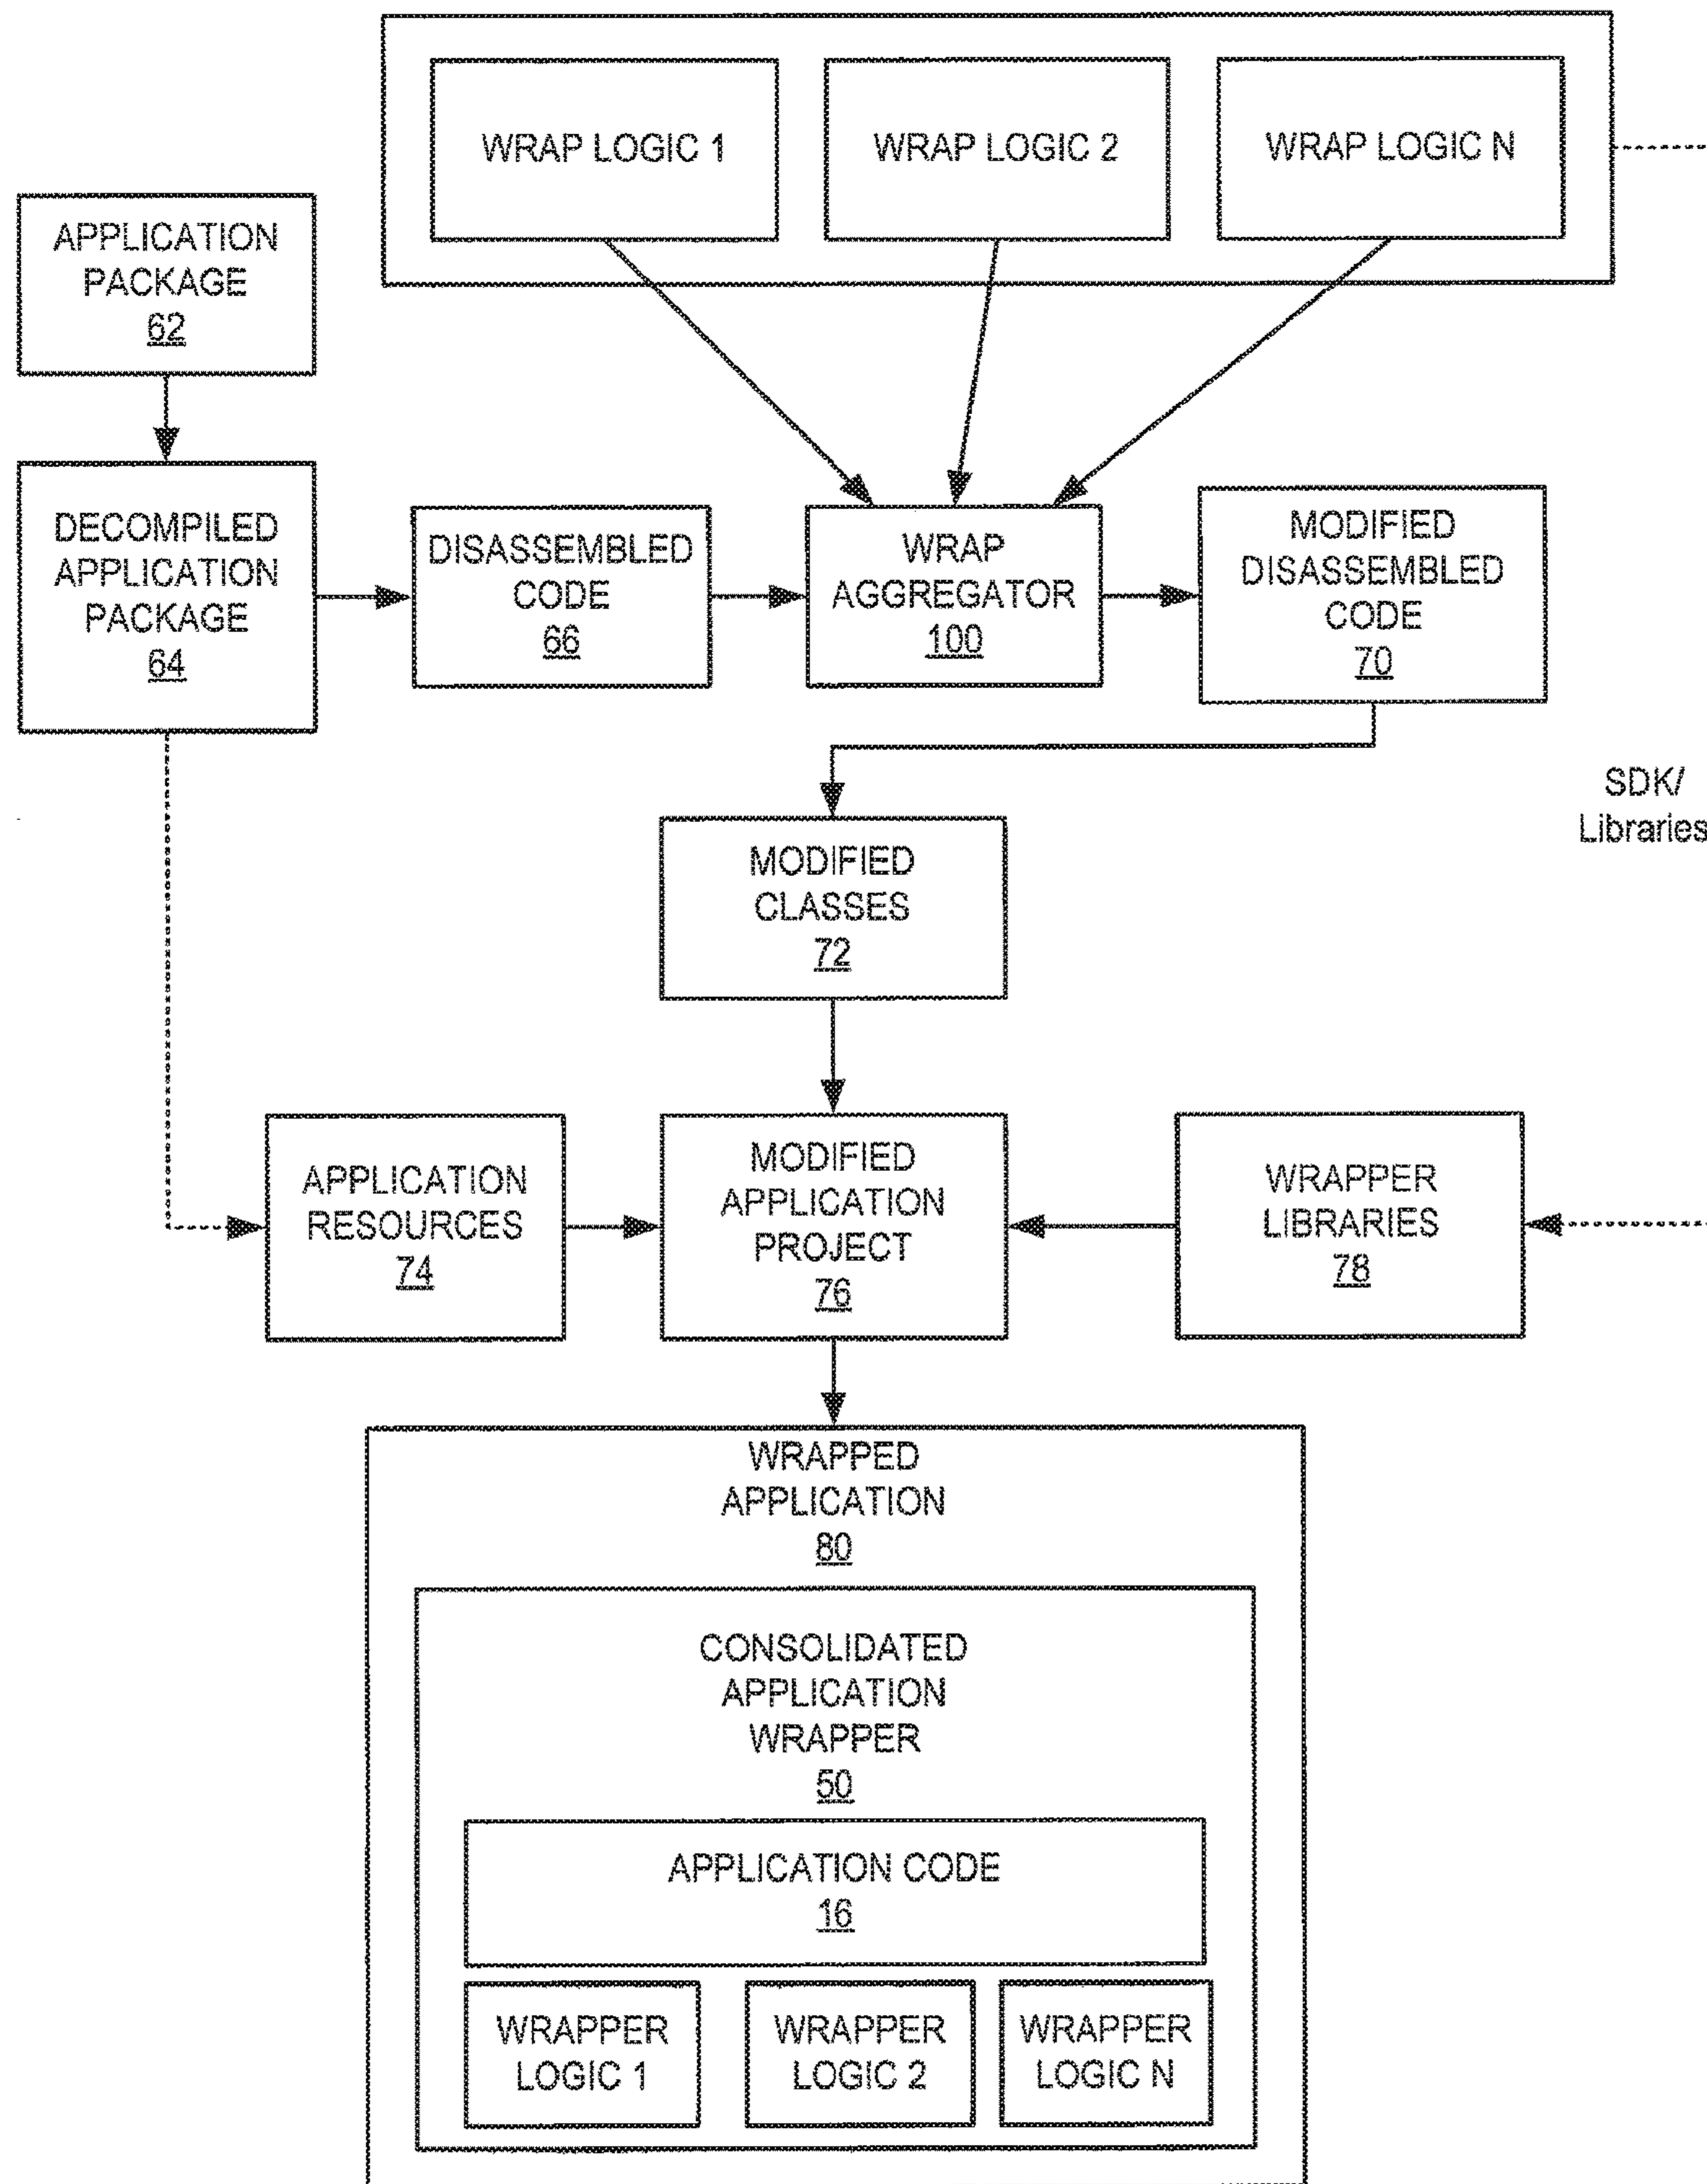 WRAP LOGIC 1
WRAP LOGIC 2
WRAP LOGIC N
APPLICATION
PACKAGE
62
DECOMPILED
APPLICATION
PACKAGE
64
DISASSEMBLED
CODE
66
WRAP
AGGREGATOR
100
MODIFIED
DISASSEMBLED
CODE
70
SDK/
Libraries
MODIFIED
CLASSES
72
APPLICATION
RESOURCES
74
MODIFIED
APPLICATION
PROJECT
76
WRAPPER
LIBRARIES
78
WRAPPED
APPLICATION
80
CONSOLIDATED
APPLICATION
WRAPPER
50
APPLICATION CODE
16
WRAPPER
LOGIC 1
WRAPPER
LOGIC 2
WRAPPER
LOGIC N